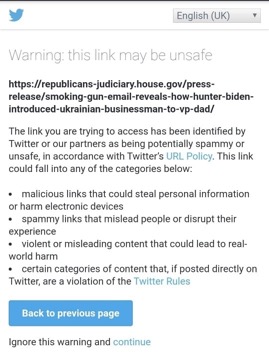 English (UK)
Warning: this link may be unsafe
https://republicans-judiciary.house.gov/press-
release/smoking-gun-email-reveals-how-hunter-biden-
introduced-ukrainian-businessman-to-vp-dad/
The link you are trying to access has been identified by
Twitter or our partners as being potentially spammy or
unsafe, in accordance with Twitter's URL Policy. This link
could fall into any of the categories below:
• malicious links that could steal personal information
or harm electronic devices
• spammy links that mislead people or disrupt their
experience
• violent or misleading content that could lead to real-
world harm
• certain categories of content that, if posted directly on
Twitter, are a violation of the Twitter Rules
Back to previous page
Ignore this warning and continue